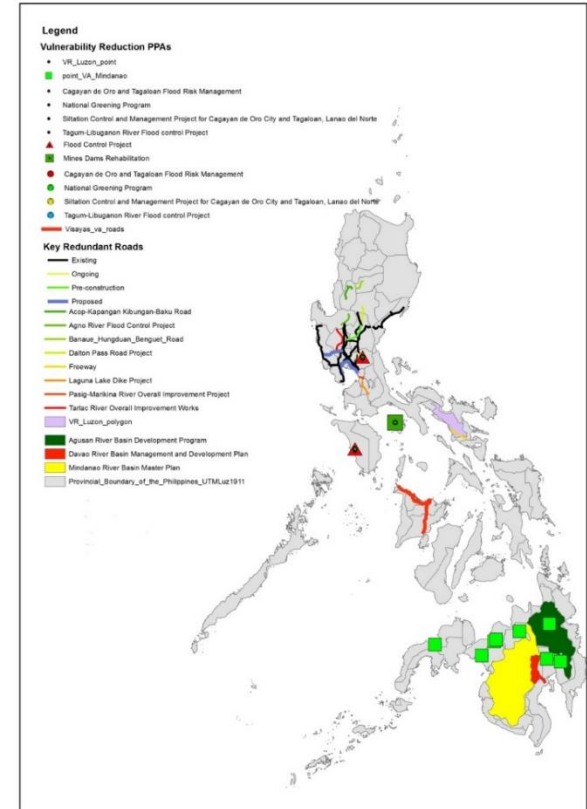 Legend
Vulnerability Reduction PPAs
VR_Luzon_point
point_VA_Mindanao
Cagayan de Oro and Tagaloan Flood Risk Management
National Greening Program
Siltation Control and Management Project for Cagayan de Oro City and Tagaloan, Lanao del Norte
Tagum-Libuganon River Flood control Project
Flood Control Project
Mines Dams Rehabilitation
Cagayan de Oro and Tagaloan Flood Risk Management
National Greening Program
Siltation Control and Management Project for Cagayan de Oro City and Tagaloan, Lanao del Norte
Tagum-Libuganon River Flood control Project
Visayas_va_roads
Key Redundant Roads
Existing
Ongoing
Pre-construction
Proposed
Acop-Kapangan Kibungan-Baku Road
Agno River Flood Control Project
Banaue_Hungduan_Benguet_Road
Dalton Pass Road Project
Freeway
Laguna Lake Dike Project
Pasig-Marikina River Overall Improvement Project
Tarlac River Overall Improvement Works
VR_Luzon_polygon
Agusan River Basin Development Program
Davao River Basin Management and Development Plan
Mindanao River Basin Master Plan
Provincial_Boundary_of_the_Philippines_UTMLuz1911